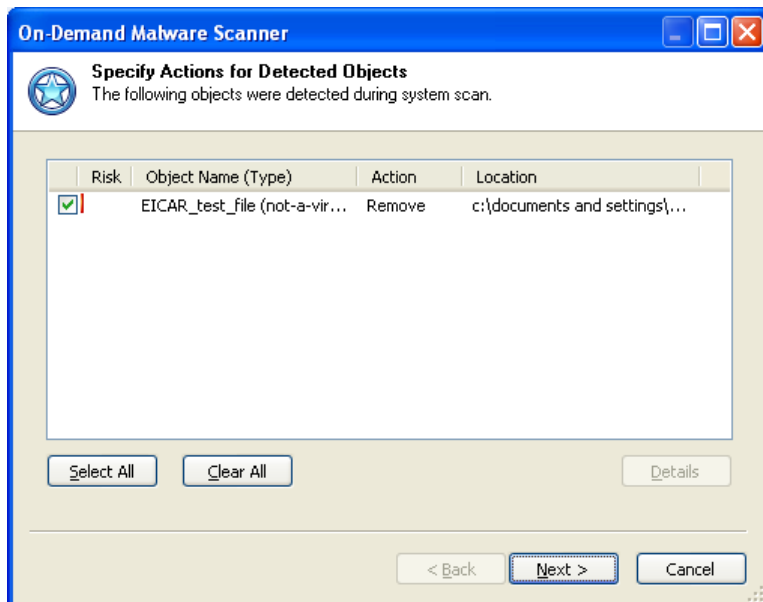 On-Demand Malware Scanner
Specify Actions for Detected Objects
The following objects were detected during system scan.
Risk Object Name (Type) Action Location
EICAR_test_file (not-a-vir... Remove c:\documents and settings\...
Select All Clear All Details
< Back Next > Cancel